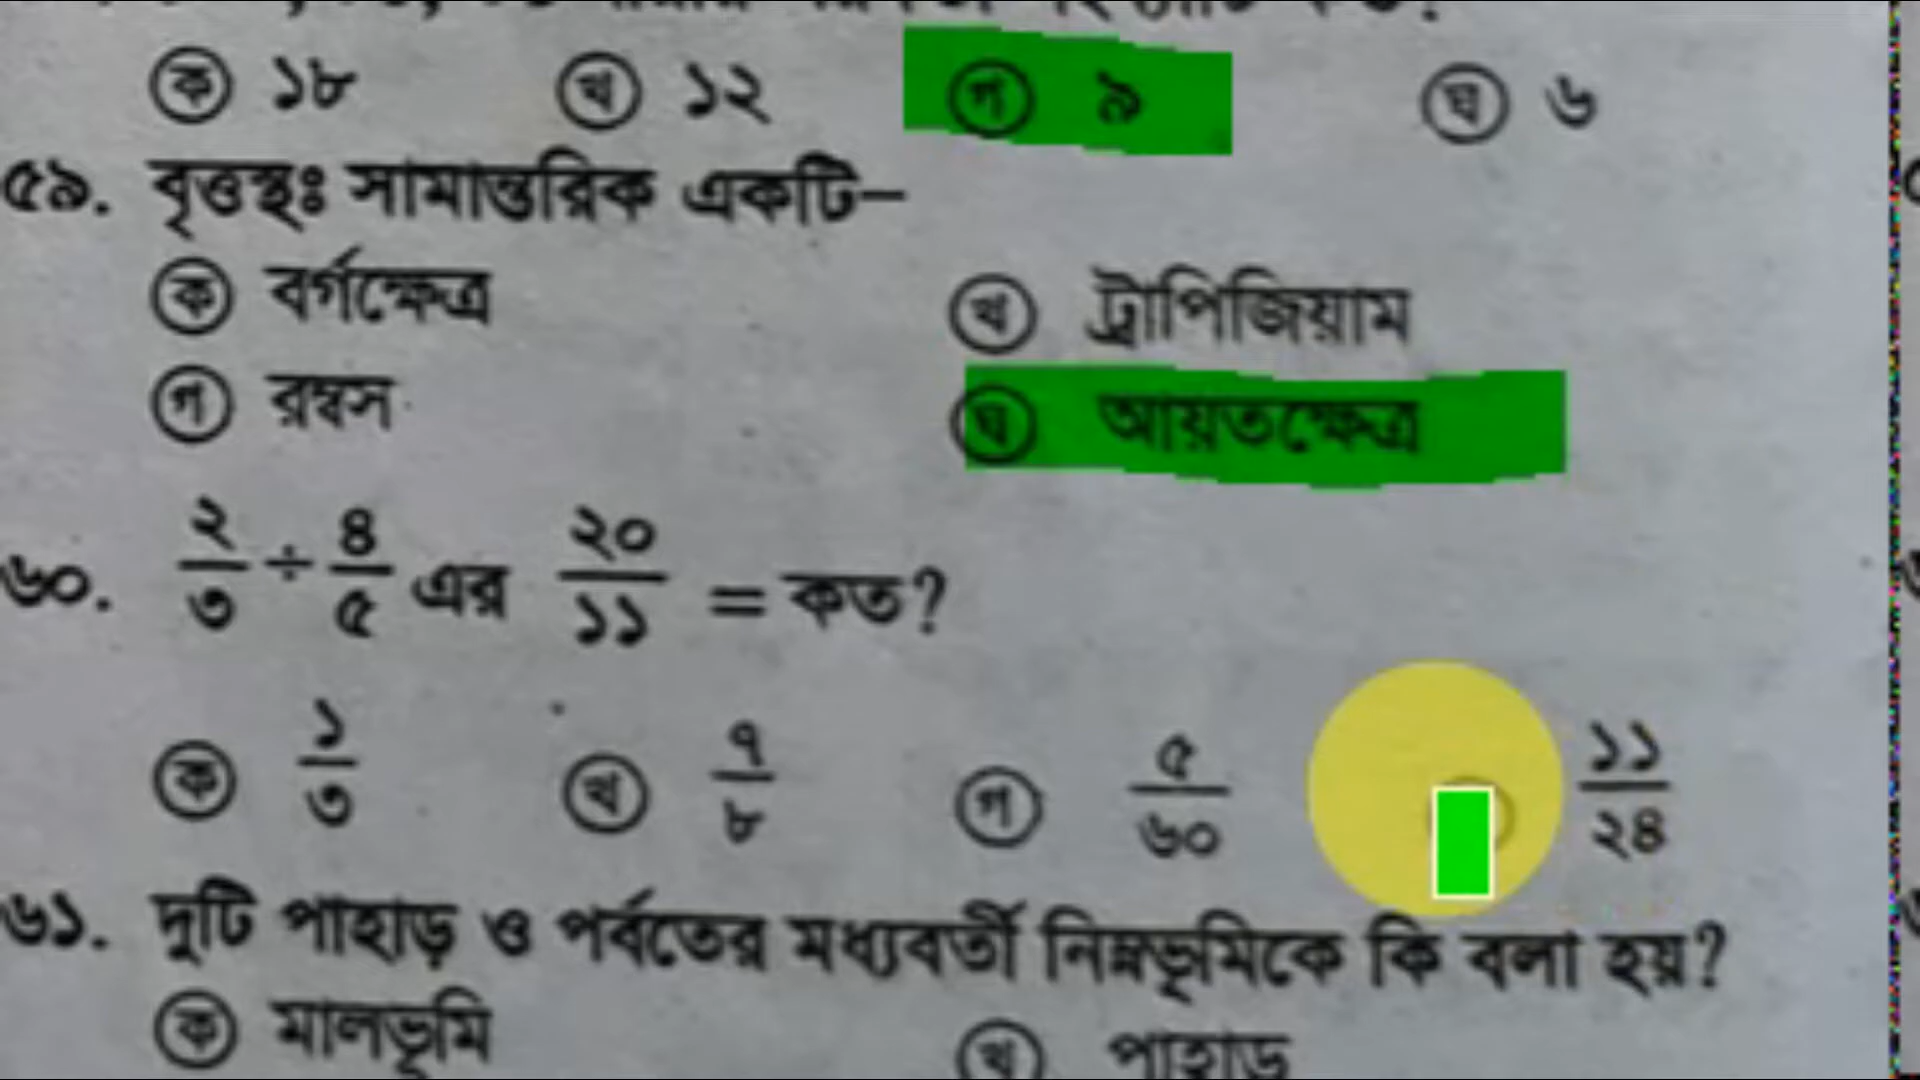 ক ১৮ খ ১২ গ ৯ ঘ ৬
৫৯. বৃত্তস্থঃ সামান্তরিক একটি–
ক বর্গক্ষেত্র খ ট্রাপিজিয়াম
গ রম্বস ঘ আয়তক্ষেত্র
৬০. ২/৩ ÷ ৪/৫ এর ২০/১১ = কত?
ক ১/৩ খ ৭/৮ গ ৫/৬০ ১১/২৪
৬১. দুটি পাহাড় ও পর্বতের মধ্যবর্তী নিম্নভূমিকে কি বলা হয়?
ক মালভূমি খ পাহাড়